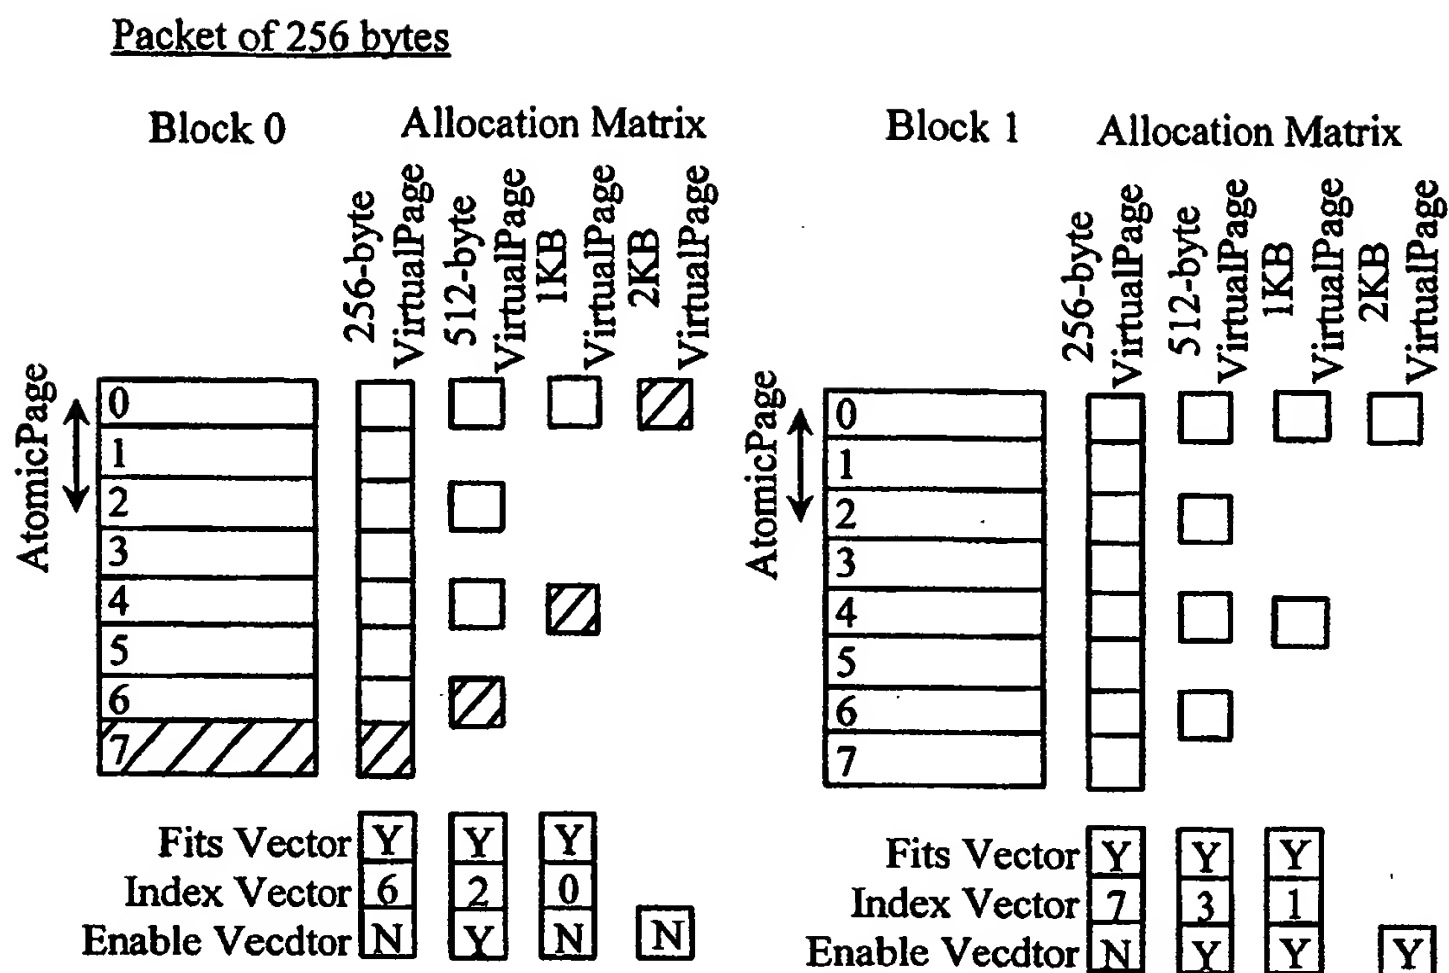 Packet of 256 bytes
Block 0
Allocation Matrix
256-byte
VirtualPage
512-byte
VirtualPage
1KB
VirtualPage
2KB
VirtualPage
AtomicPage
0
1
2
3
4
5
6
7
Fits Vector Y Y Y
Index Vector 6 2 0
Enable Vecdtor N Y N N
Block 1
Allocation Matrix
256-byte
VirtualPage
512-byte
VirtualPage
1KB
VirtualPage
2KB
VirtualPage
AtomicPage
0
1
2
3
4
5
6
7
Fits Vector Y Y Y
Index Vector 7 3 1
Enable Vecdtor N Y Y Y